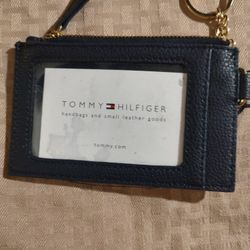 TOMMY HILFIGER
handbags and small leather goods
tommy.com